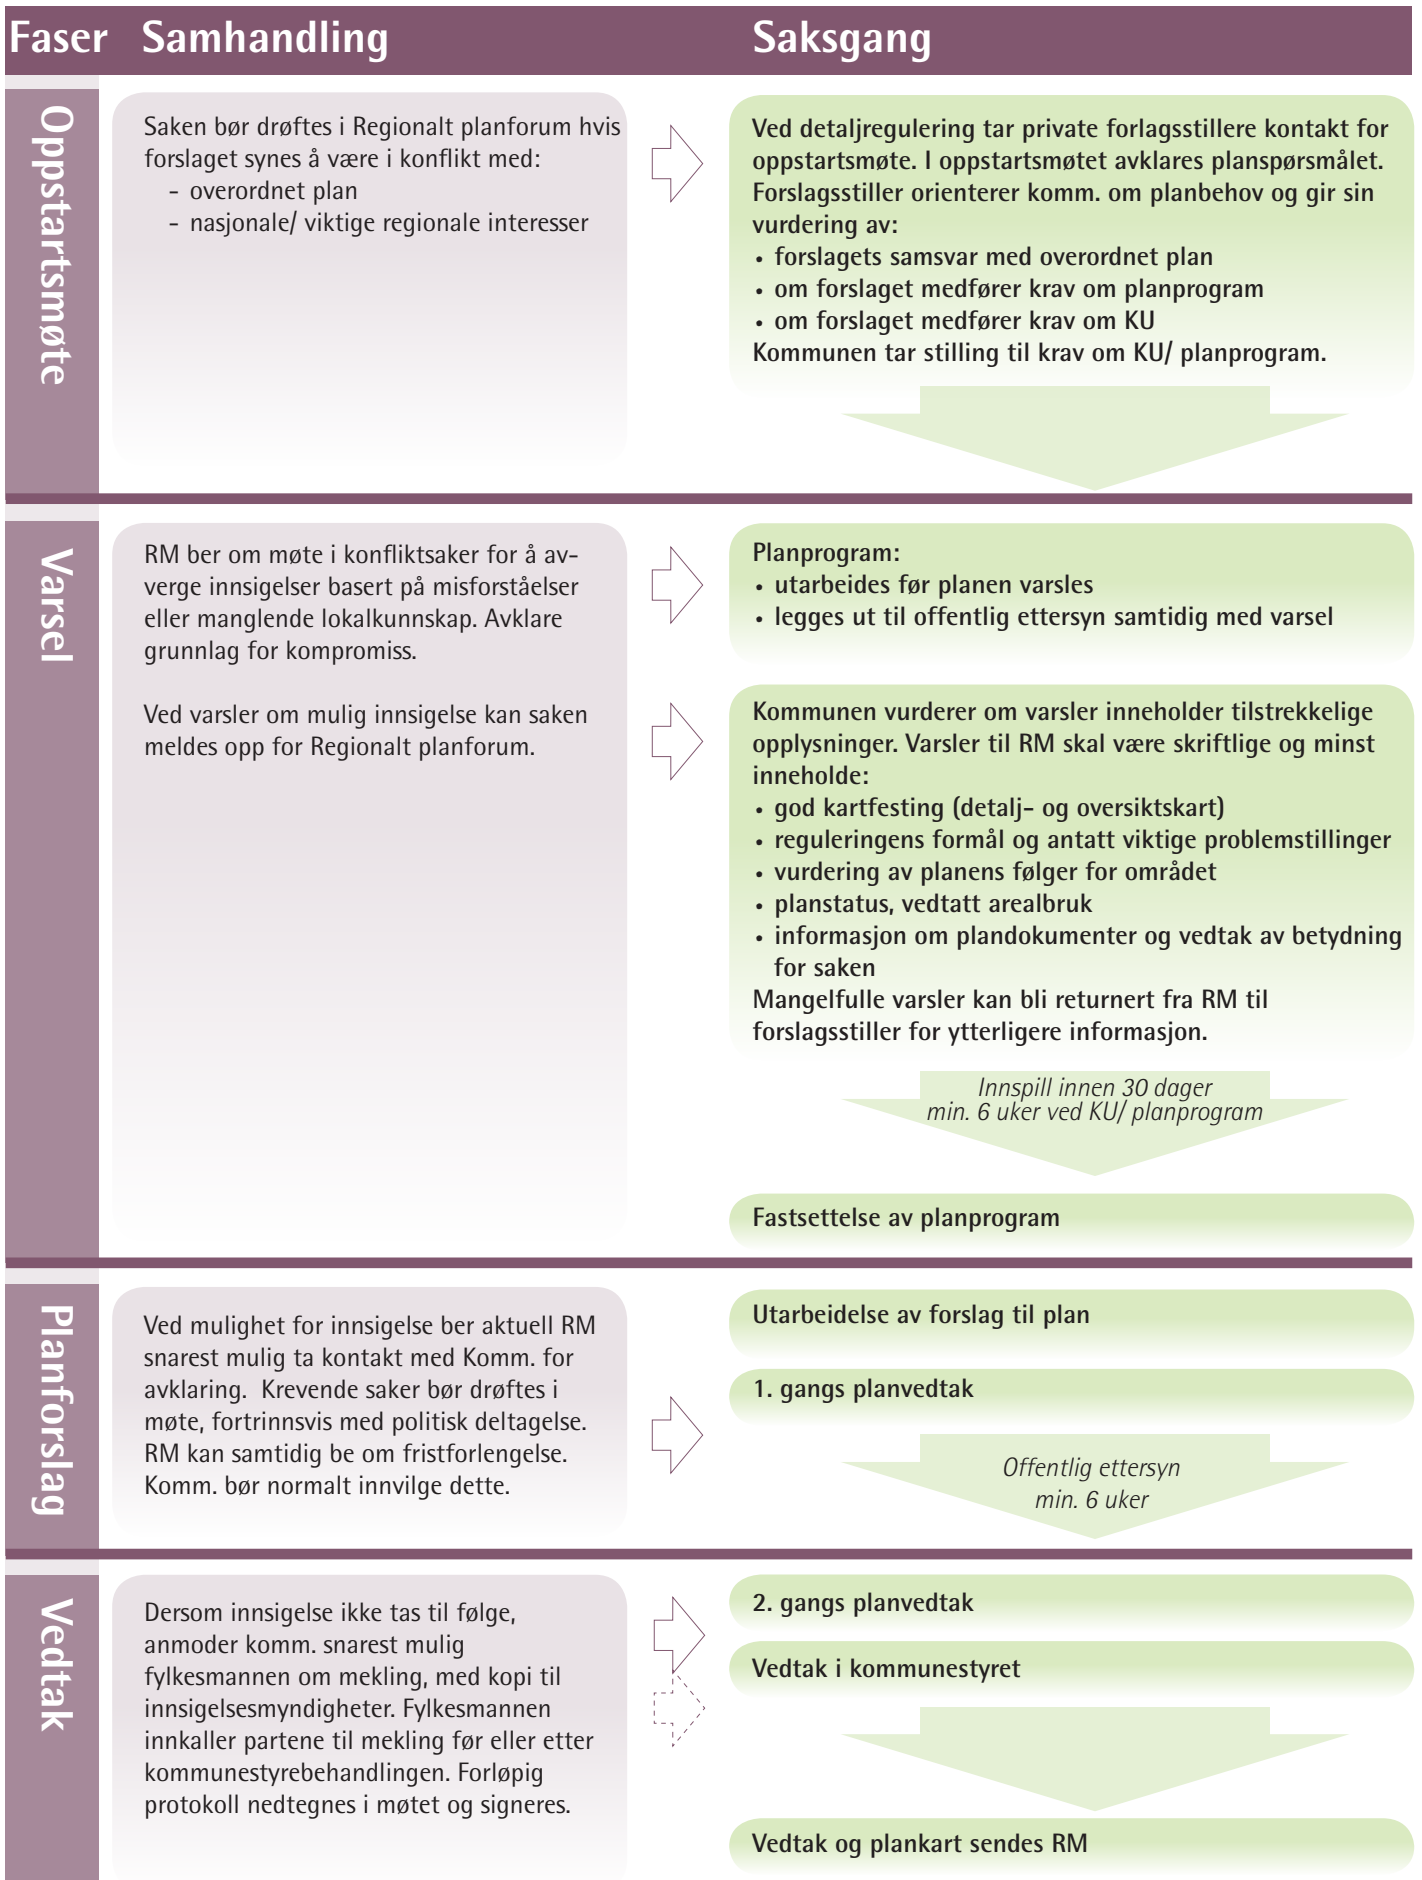 Faser Samhandling Saksgang
Oppstartsmøte
Saken bør drøftes i Regionalt planforum hvis
forslaget synes å være i konflikt med:
- overordnet plan
- nasjonale/ viktige regionale interesser
Ved detaljregulering tar private forlagsstillere kontakt for
oppstartsmøte. I oppstartsmøtet avklares planspørsmålet.
Forslagsstiller orienterer komm. om planbehov og gir sin
vurdering av:
• forslagets samsvar med overordnet plan
• om forslaget medfører krav om planprogram
• om forslaget medfører krav om KU
Kommunen tar stilling til krav om KU/ planprogram.
Varsel
RM ber om møte i konfliktsaker for å av-
verge innsigelser basert på misforståelser
eller manglende lokalkunnskap. Avklare
grunnlag for kompromiss.
Ved varsler om mulig innsigelse kan saken
meldes opp for Regionalt planforum.
Planprogram:
• utarbeides før planen varsles
• legges ut til offentlig ettersyn samtidig med varsel
Kommunen vurderer om varsler inneholder tilstrekkelige
opplysninger. Varsler til RM skal være skriftlige og minst
inneholde:
• god kartfesting (detalj- og oversiktskart)
• reguleringens formål og antatt viktige problemstillinger
• vurdering av planens følger for området
• planstatus, vedtatt arealbruk
• informasjon om plandokumenter og vedtak av betydning
for saken
Mangelfulle varsler kan bli returnert fra RM til
forslagsstiller for ytterligere informasjon.
Innspill innen 30 dager
min. 6 uker ved KU/ planprogram
Fastsettelse av planprogram
Planforslag
Ved mulighet for innsigelse ber aktuell RM
snarest mulig ta kontakt med Komm. for
avklaring.  Krevende saker bør drøftes i
møte, fortrinnsvis med politisk deltagelse.
RM kan samtidig be om fristforlengelse.
Komm. bør normalt innvilge dette.
Utarbeidelse av forslag til plan
1. gangs planvedtak
Offentlig ettersyn
min. 6 uker
Vedtak
Dersom innsigelse ikke tas til følge,
anmoder komm. snarest mulig
fylkesmannen om mekling, med kopi til
innsigelsesmyndigheter. Fylkesmannen
innkaller partene til mekling før eller etter
kommunestyrebehandlingen. Forløpig
protokoll nedtegnes i møtet og signeres.
2. gangs planvedtak
Vedtak i kommunestyret
Vedtak og plankart sendes RM